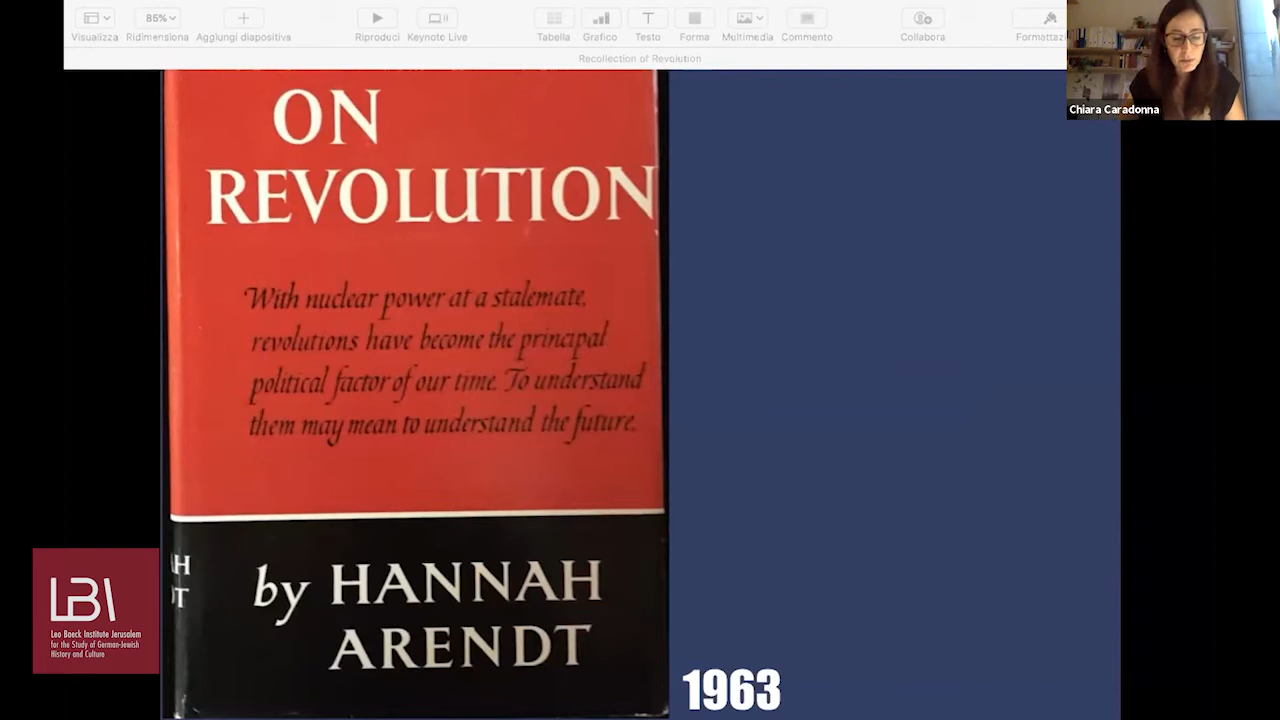 85%
Visualizza
Ridimensiona
Aggiungi diapositiva
Riproduci
Keynote Live
Tabella
Grafico
Testo
Forma
Multimedia
Commento
Collabora
Formattaz
Recollection of Revolution
Chiara Caradonna
ON
REVOLUTION
With nuclear power at a stalemate,
revolutions have become the principal
political factor of our time. To understand
them may mean to understand the future.
by HANNAH
ARENDT
AH
DT
1963
LBI
Leo Baeck Institute Jerusalem
for the Study of German-Jewish
History and Culture